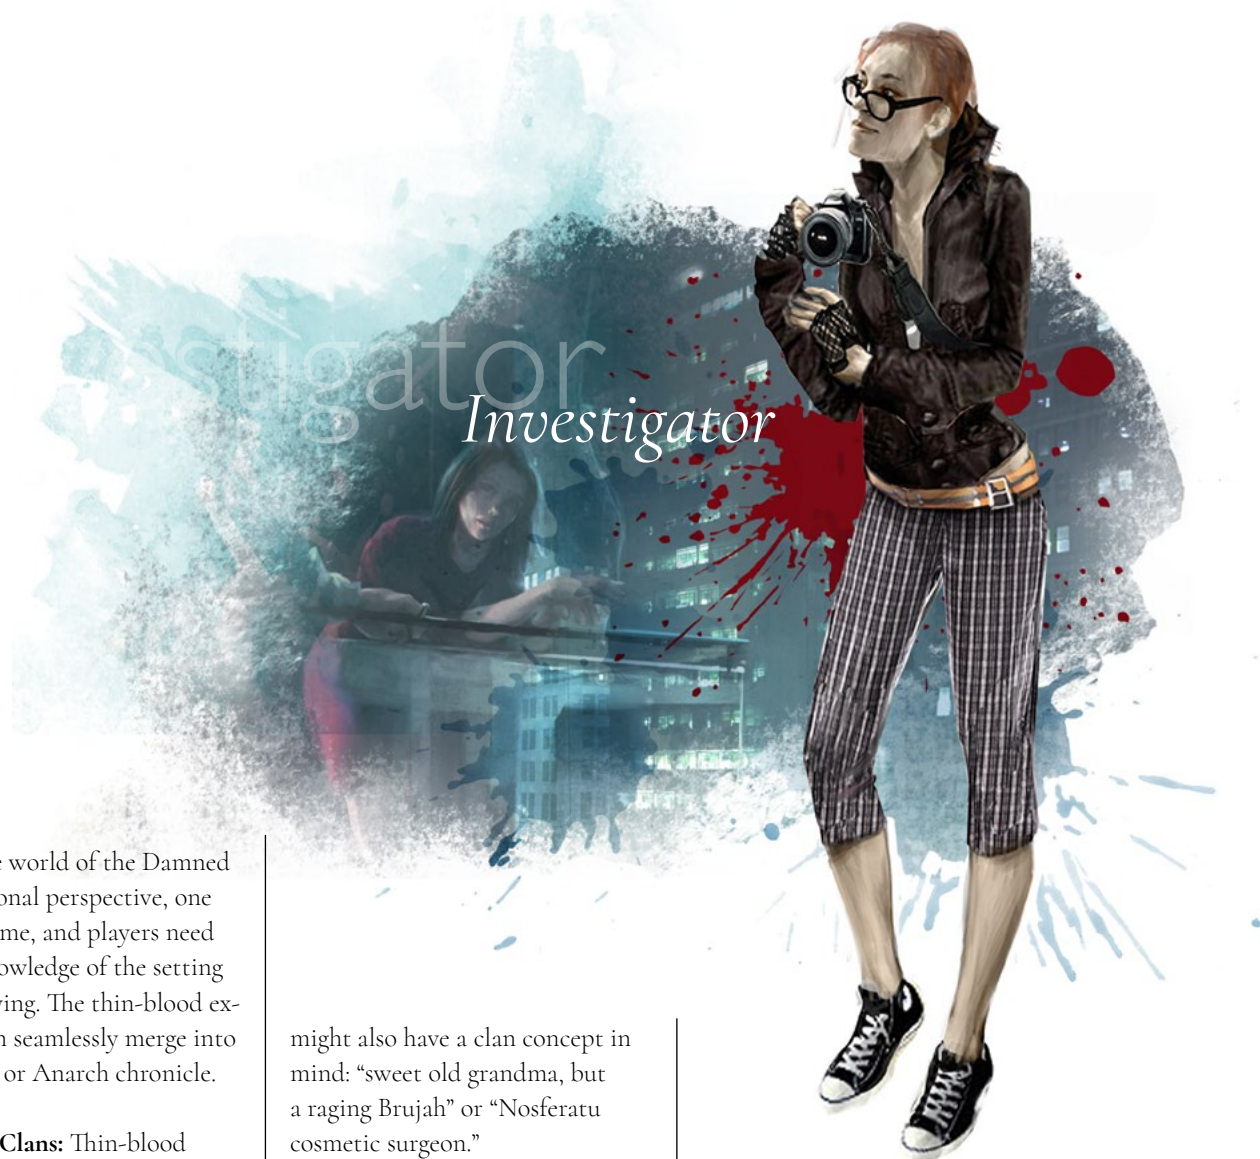 stigator
Investigator
world of the Damned
onal perspective, one
me, and players need
owledge of the setting
ving. The thin-blood ex-
n seamlessly merge into
or Anarch chronicle.
Clans: Thin-blood
might also have a clan concept in
mind: “sweet old grandma, but
a raging Brujah” or “Nosferatu
cosmetic surgeon.”